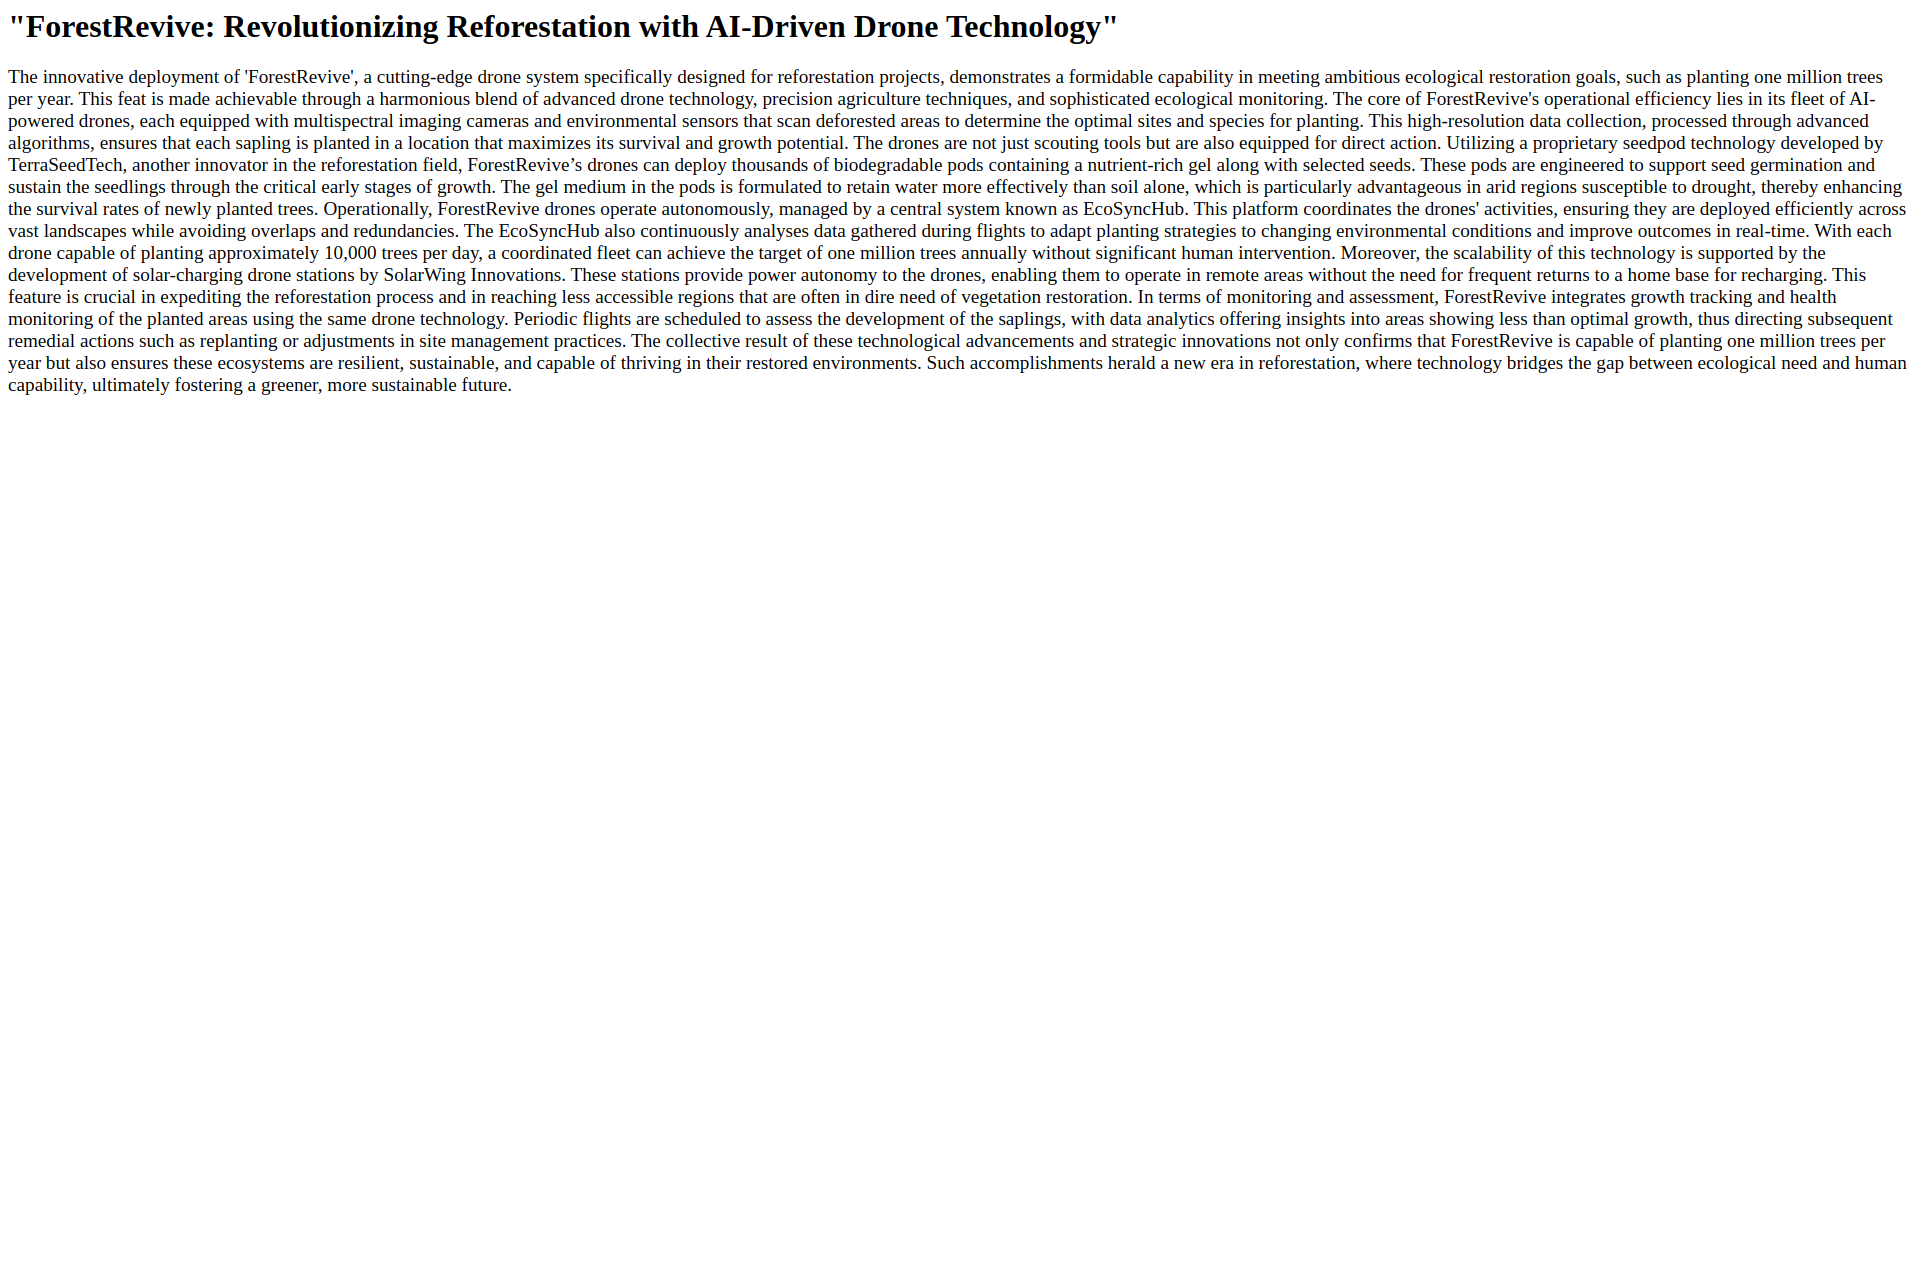 "ForestRevive: Revolutionizing Reforestation with AI-Driven Drone Technology"
The innovative deployment of 'ForestRevive', a cutting-edge drone system specifically designed for reforestation projects, demonstrates a formidable capability in meeting ambitious ecological restoration goals, such as planting one million trees
per year. This feat is made achievable through a harmonious blend of advanced drone technology, precision agriculture techniques, and sophisticated ecological monitoring. The core of ForestRevive's operational efficiency lies in its fleet of AI-
powered drones, each equipped with multispectral imaging cameras and environmental sensors that scan deforested areas to determine the optimal sites and species for planting. This high-resolution data collection, processed through advanced
algorithms, ensures that each sapling is planted in a location that maximizes its survival and growth potential. The drones are not just scouting tools but are also equipped for direct action. Utilizing a proprietary seedpod technology developed by
TerraSeedTech, another innovator in the reforestation field, ForestRevive’s drones can deploy thousands of biodegradable pods containing a nutrient-rich gel along with selected seeds. These pods are engineered to support seed germination and
sustain the seedlings through the critical early stages of growth. The gel medium in the pods is formulated to retain water more effectively than soil alone, which is particularly advantageous in arid regions susceptible to drought, thereby enhancing
the survival rates of newly planted trees. Operationally, ForestRevive drones operate autonomously, managed by a central system known as EcoSyncHub. This platform coordinates the drones' activities, ensuring they are deployed efficiently across
vast landscapes while avoiding overlaps and redundancies. The EcoSyncHub also continuously analyses data gathered during flights to adapt planting strategies to changing environmental conditions and improve outcomes in real-time. With each
drone capable of planting approximately 10,000 trees per day, a coordinated fleet can achieve the target of one million trees annually without significant human intervention. Moreover, the scalability of this technology is supported by the
development of solar-charging drone stations by SolarWing Innovations. These stations provide power autonomy to the drones, enabling them to operate in remote areas without the need for frequent returns to a home base for recharging. This
feature is crucial in expediting the reforestation process and in reaching less accessible regions that are often in dire need of vegetation restoration. In terms of monitoring and assessment, ForestRevive integrates growth tracking and health
monitoring of the planted areas using the same drone technology. Periodic flights are scheduled to assess the development of the saplings, with data analytics offering insights into areas showing less than optimal growth, thus directing subsequent
remedial actions such as replanting or adjustments in site management practices. The collective result of these technological advancements and strategic innovations not only confirms that ForestRevive is capable of planting one million trees per
year but also ensures these ecosystems are resilient, sustainable, and capable of thriving in their restored environments. Such accomplishments herald a new era in reforestation, where technology bridges the gap between ecological need and human
capability, ultimately fostering a greener, more sustainable future.